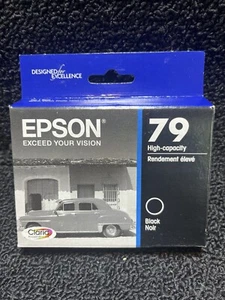 DESIGNED for
EXCELLENCE
EPSON®
EXCEED YOUR VISION
79
High-capacity
Rendement élevé
Black
Noir
Claria